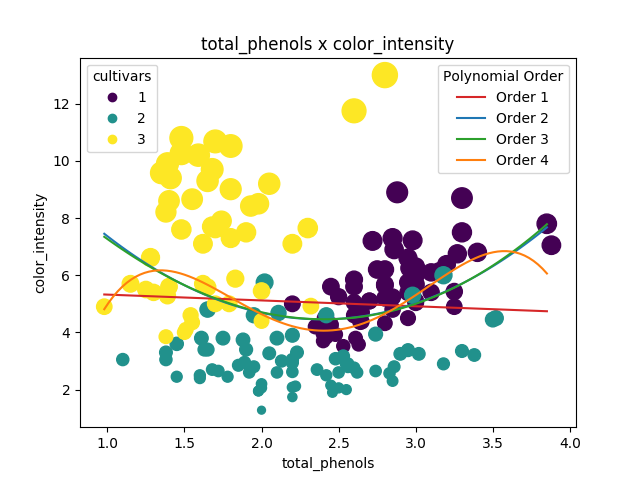 total_phenols x color_intensity
cultivars
1
2
3
Polynomial Order
Order 1
Order 2
Order 3
Order 4
12
10
8
6
4
2
color_intensity
1.0 1.5 2.0 2.5 3.0 3.5 4.0
total_phenols